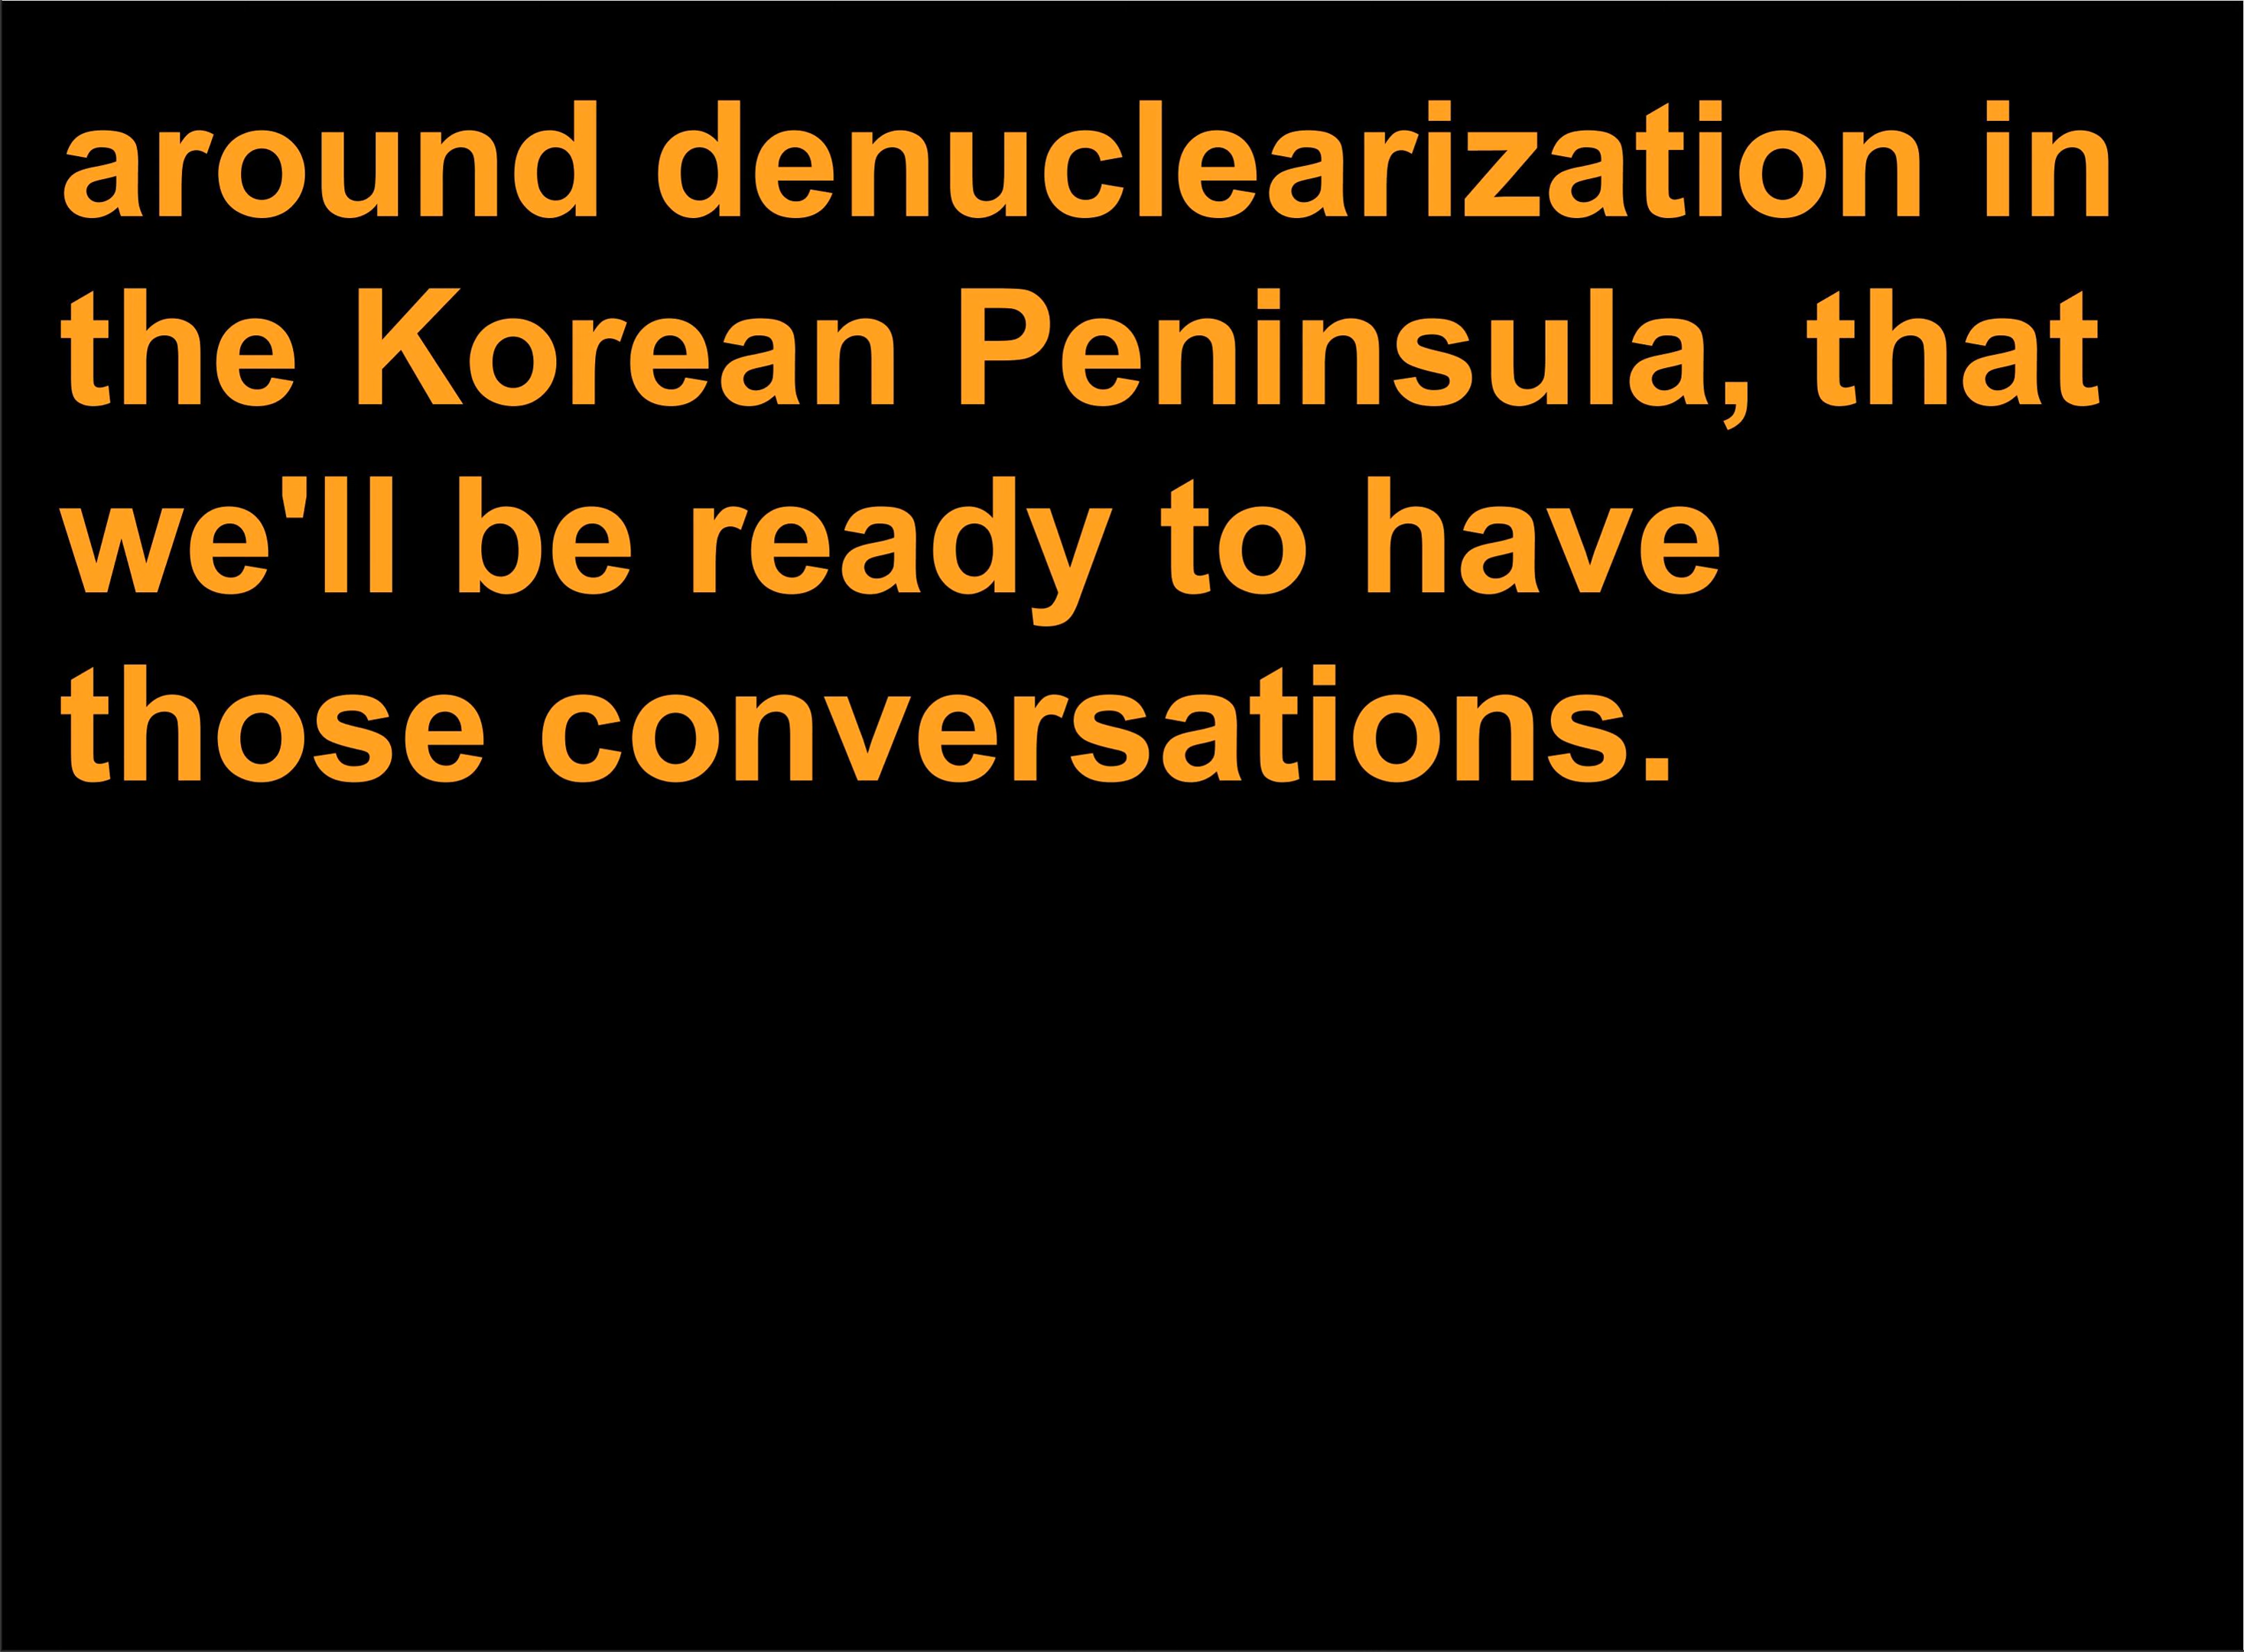 around denuclearization in
the Korean Peninsula, that
we'll be ready to have
those conversations.